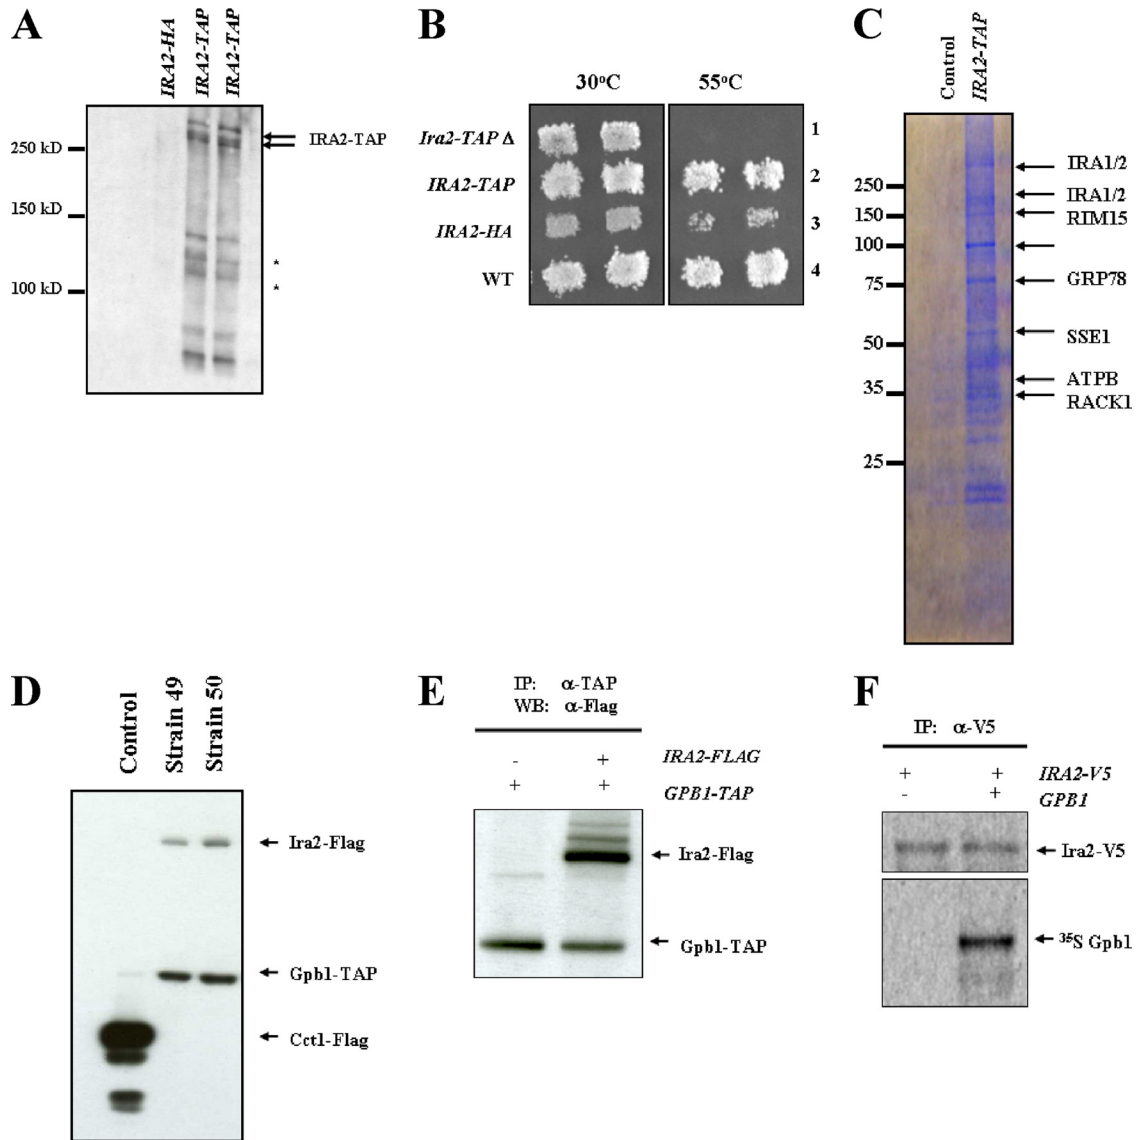 A
IRA2-HA
IRA2-TAP
IRA2-TAP
250 kD
150 kD
100 kD
IRA2-TAP
*
*
B
30ºC 55ºC
Ira2-TAP Δ 1
IRA2-TAP 2
IRA2-HA 3
WT 4
C
Control
IRA2-TAP
250
150
100
75
50
35
25
IRA1/2
IRA1/2
RIM15
GRP78
SSE1
ATPB
RACK1
D
Control
Strain 49
Strain 50
Ira2-Flag
Gpb1-TAP
Cct1-Flag
E
IP: α-TAP
WB: α-Flag
- + IRA2-FLAG
+ + GPB1-TAP
Ira2-Flag
Gpb1-TAP
F
IP: α-V5
+ + IRA2-V5
- + GPB1
Ira2-V5
³⁵S Gpb1